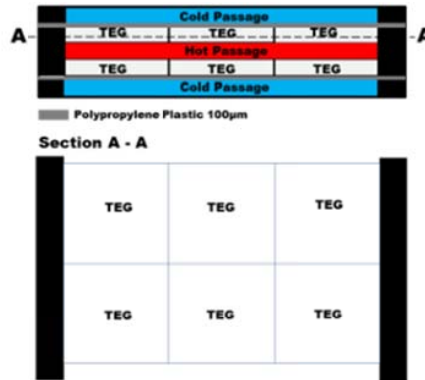 Cold Passage
A TEG TEG TEG A
Hot Passage
TEG TEG TEG
Cold Passage
Polypropylene Plastic 100µm
Section A - A
TEG TEG TEG
TEG TEG TEG